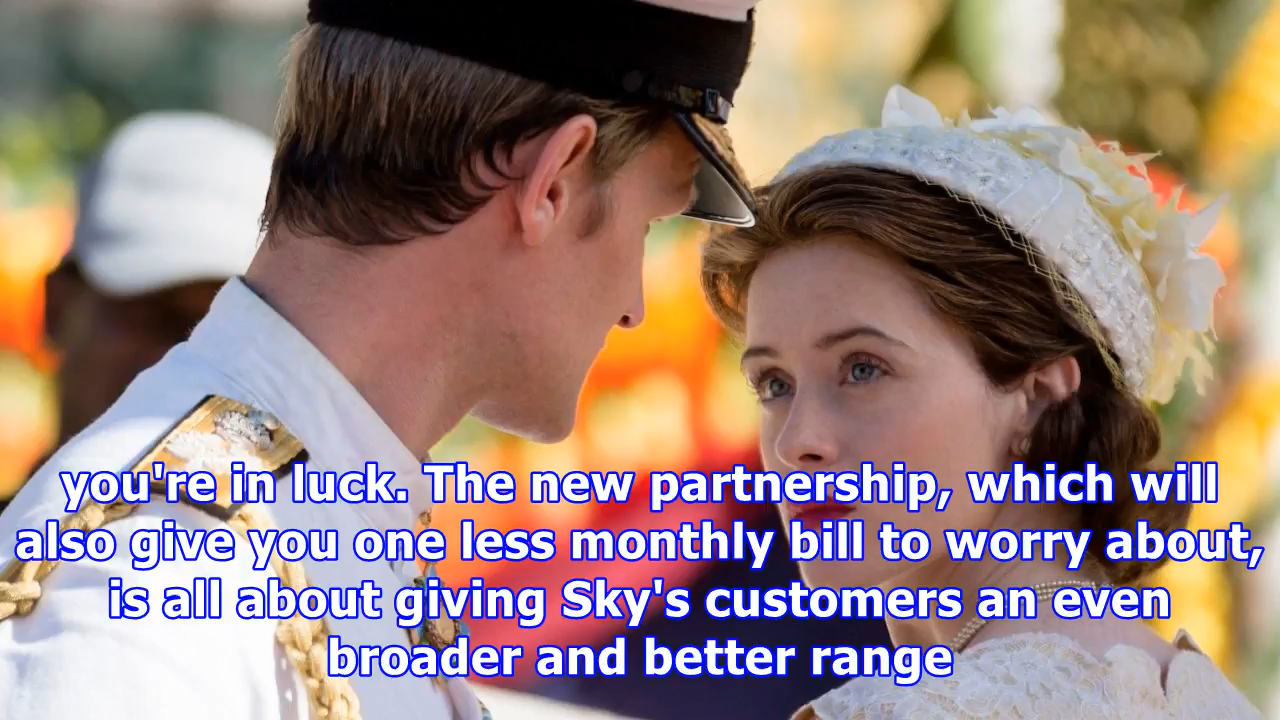 you're in luck. The new partnership, which will
also give you one less monthly bill to worry about,
is all about giving Sky's customers an even
broader and better range